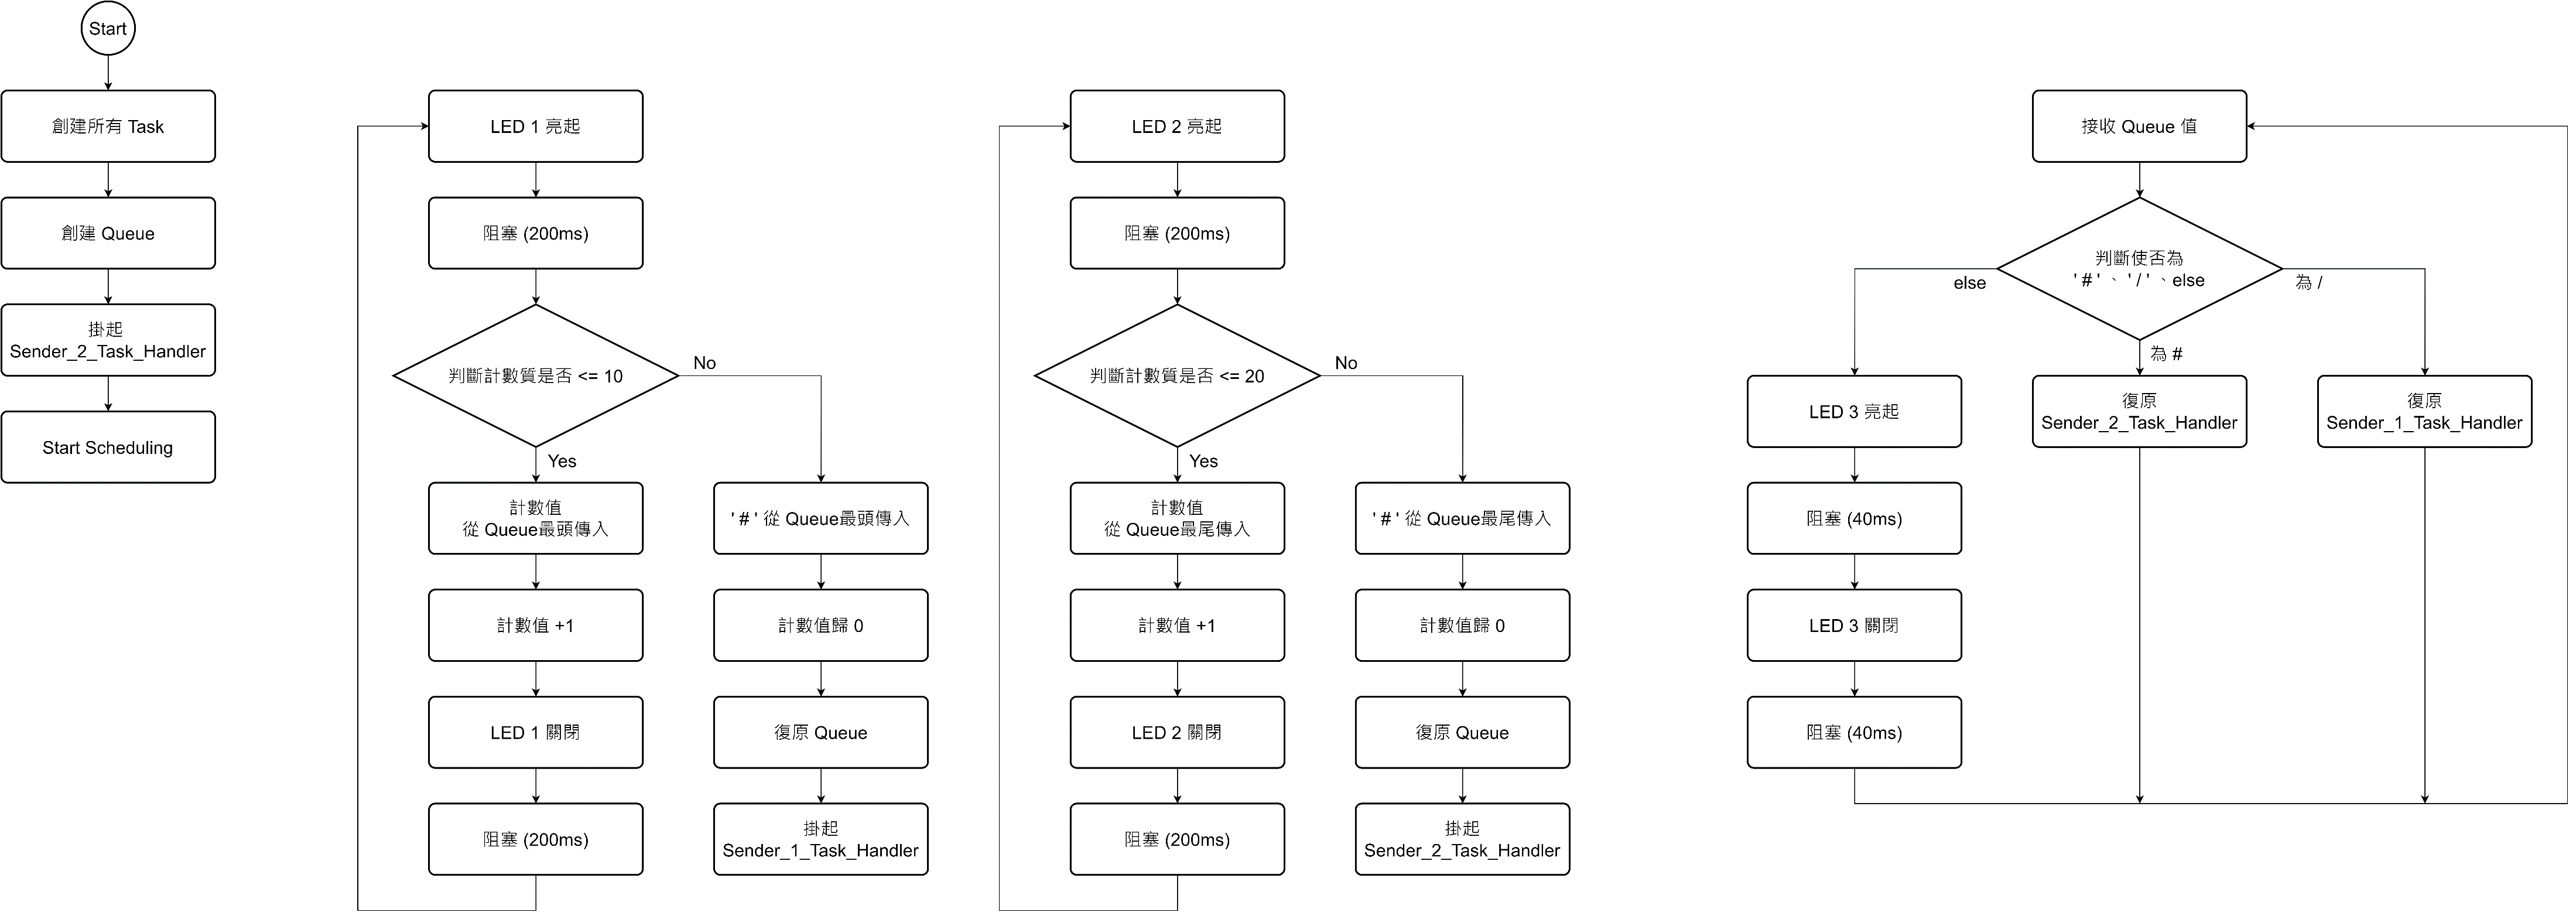 Start
創建所有 Task
創建 Queue
掛起
Sender_2_Task_Handler
Start Scheduling
LED 1 亮起
阻塞 (200ms)
判斷計數質是否 <= 10
No
Yes
計數值
從 Queue最頭傳入
計數值 +1
LED 1 關閉
阻塞 (200ms)
' # ' 從 Queue最頭傳入
計數值歸 0
復原 Queue
掛起
Sender_1_Task_Handler
LED 2 亮起
阻塞 (200ms)
判斷計數質是否 <= 20
No
Yes
計數值
從 Queue最尾傳入
計數值 +1
LED 2 關閉
阻塞 (200ms)
' # ' 從 Queue最尾傳入
計數值歸 0
復原 Queue
掛起
Sender_2_Task_Handler
接收 Queue 值
判斷使否為
' # ' 、 ' / ' 、else
else
為 #
為 /
LED 3 亮起
阻塞 (40ms)
LED 3 關閉
阻塞 (40ms)
復原
Sender_2_Task_Handler
復原
Sender_1_Task_Handler